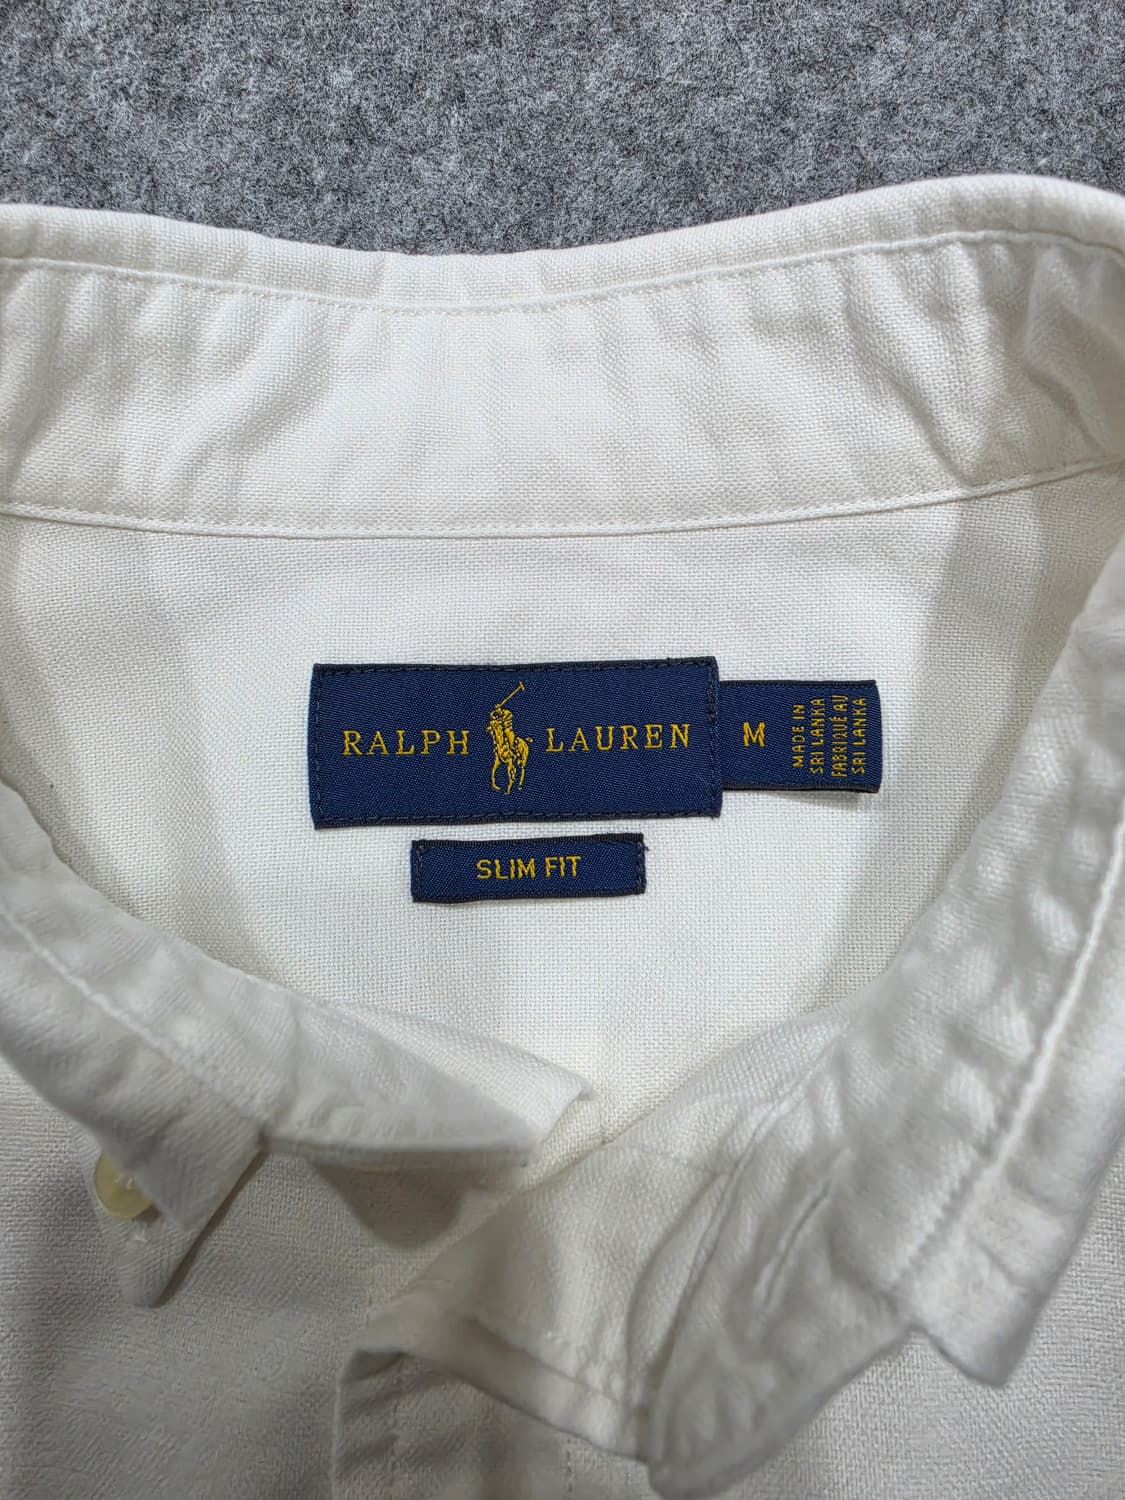 RALPH LAUREN
M
MADE IN
SRI LANKA
FABRIQUÉ AU
SRI LANKA
SLIM FIT